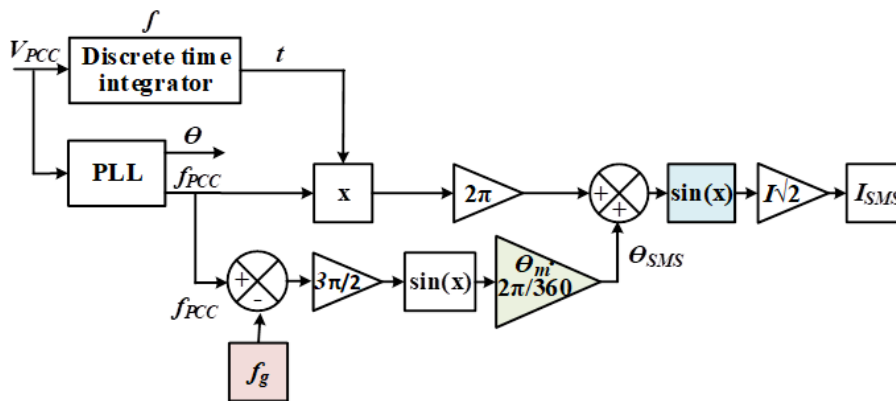 ∫
V_PCC
Discrete time
integrator
t
PLL
Θ
f_PCC
x
2π
+
+
sin(x)
I√2
I_SMS
f_PCC
+
-
3π/2
sin(x)
Θ_m·
2π/360
Θ_SMS
f_g